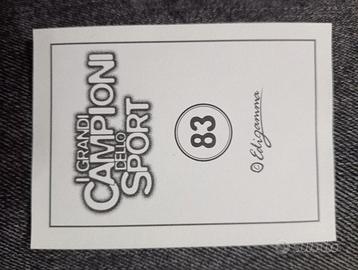 I GRANDI
CAMPIONI
DELLO
SPORT
83
© Edigamma